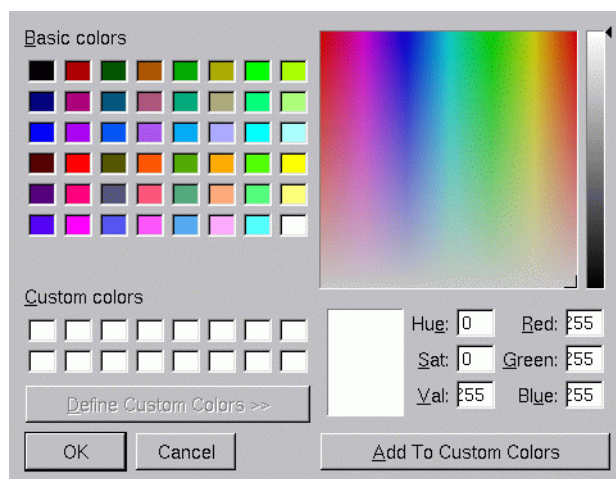 Basic colors
Custom colors
Define Custom Colors >>
OK
Cancel
Hue: 0
Red: 255
Sat: 0
Green: 255
Val: 255
Blue: 255
Add To Custom Colors